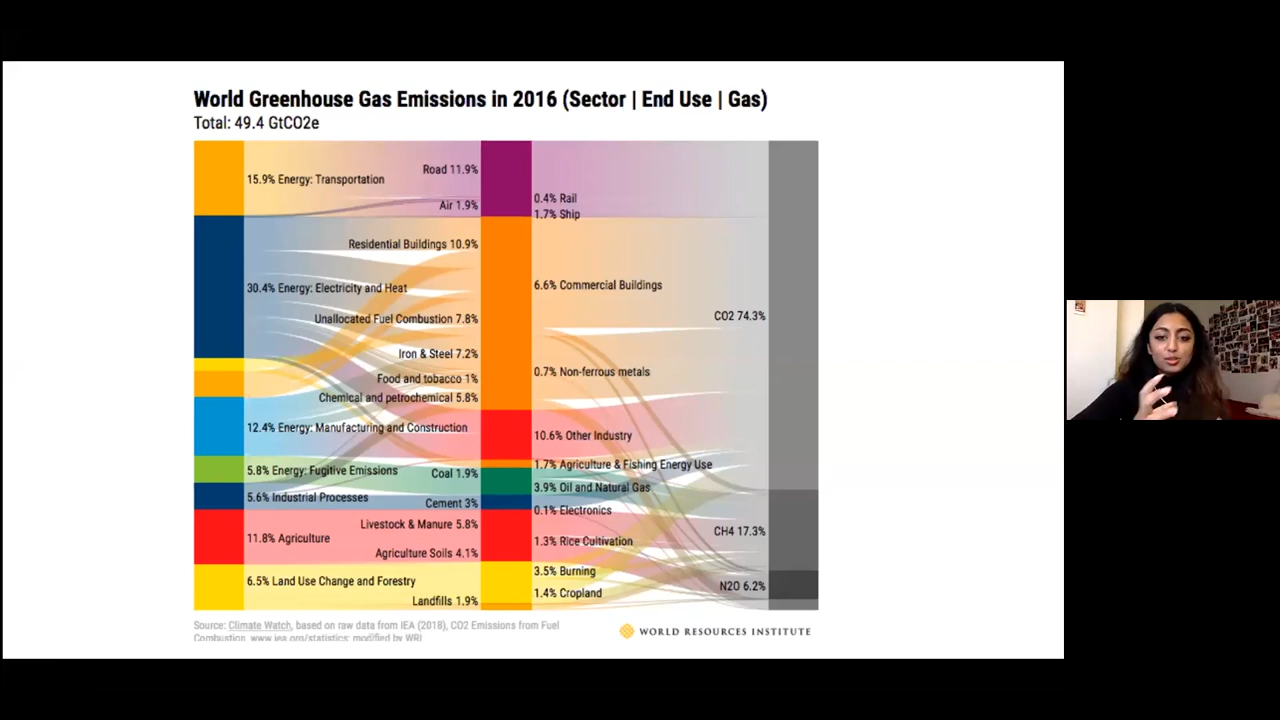 World Greenhouse Gas Emissions in 2016 (Sector | End Use | Gas)
Total: 49.4 GtCO2e
15.9% Energy: Transportation
30.4% Energy: Electricity and Heat
12.4% Energy: Manufacturing and Construction
5.8% Energy: Fugitive Emissions
5.6% Industrial Processes
11.8% Agriculture
6.5% Land Use Change and Forestry
Road 11.9%
Air 1.9%
Residential Buildings 10.9%
Unallocated Fuel Combustion 7.8%
Iron & Steel 7.2%
Food and tobacco 1%
Chemical and petrochemical 5.8%
Coal 1.9%
Cement 3%
Livestock & Manure 5.8%
Agriculture Soils 4.1%
Landfills 1.9%
0.4% Rail
1.7% Ship
6.6% Commercial Buildings
0.7% Non-ferrous metals
10.6% Other Industry
1.7% Agriculture & Fishing Energy Use
3.9% Oil and Natural Gas
0.1% Electronics
1.3% Rice Cultivation
3.5% Burning
1.4% Cropland
CO2 74.3%
CH4 17.3%
N2O 6.2%
Source: Climate Watch, based on raw data from IEA (2018), CO2 Emissions from Fuel
Combustion, www.iea.org/statistics; modified by WRI.
WORLD RESOURCES INSTITUTE